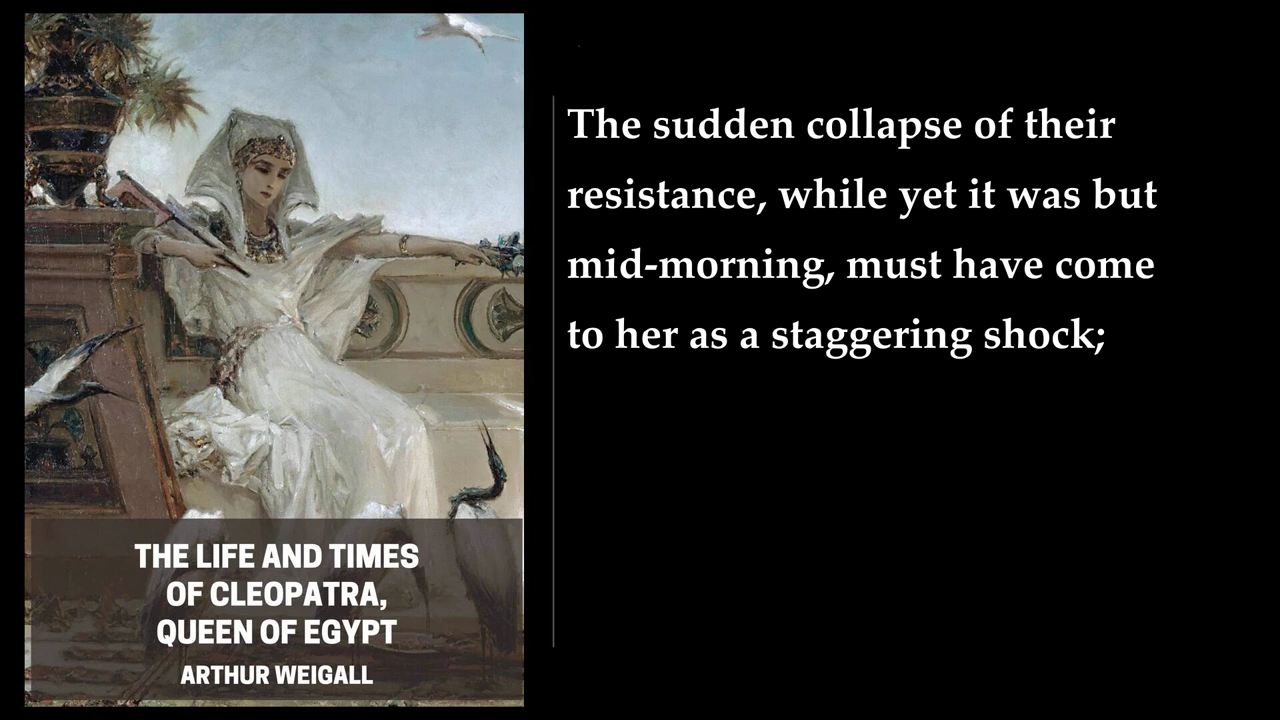 The sudden collapse of their
resistance, while yet it was but
mid-morning, must have come
to her as a staggering shock;
THE LIFE AND TIMES
OF CLEOPATRA,
QUEEN OF EGYPT
ARTHUR WEIGALL